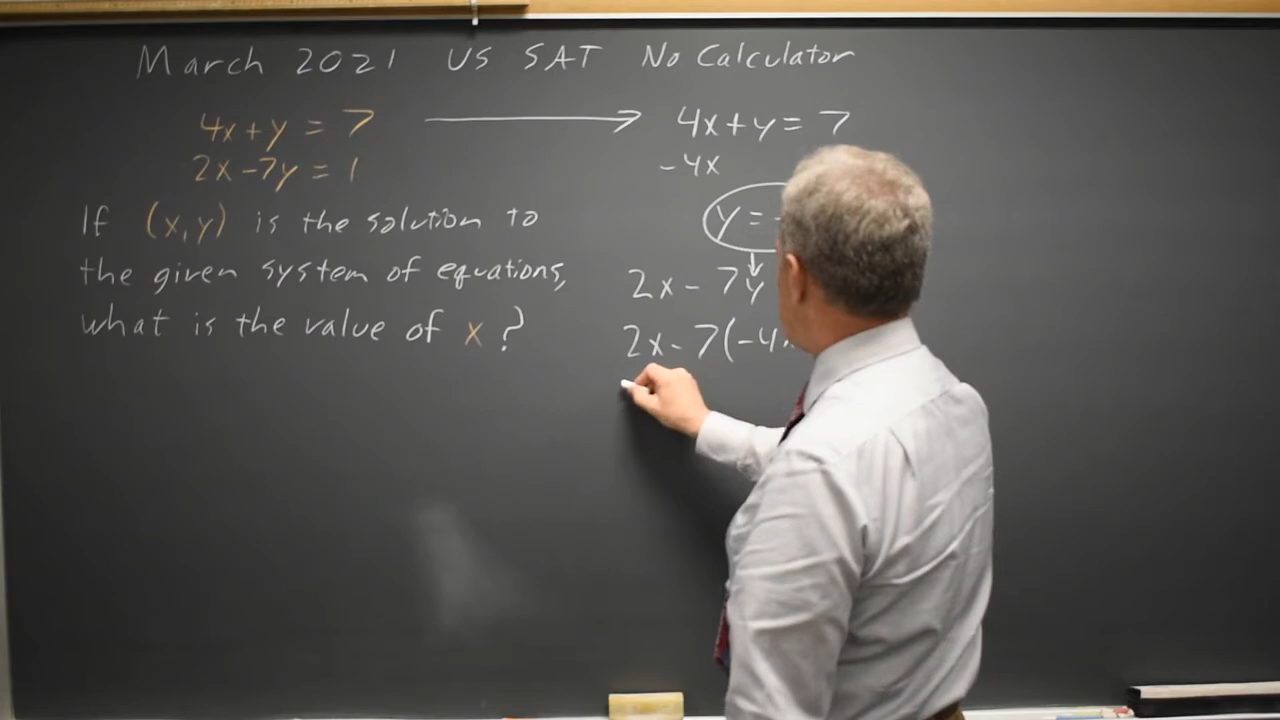 March 2021 US SAT No Calculator
4x+y = 7
2x-7y = 1
If (x,y) is the solution to
the given system of equations,
what is the value of x ?
4x+y = 7
-4x
y =
2x - 7y
2x - 7(-4